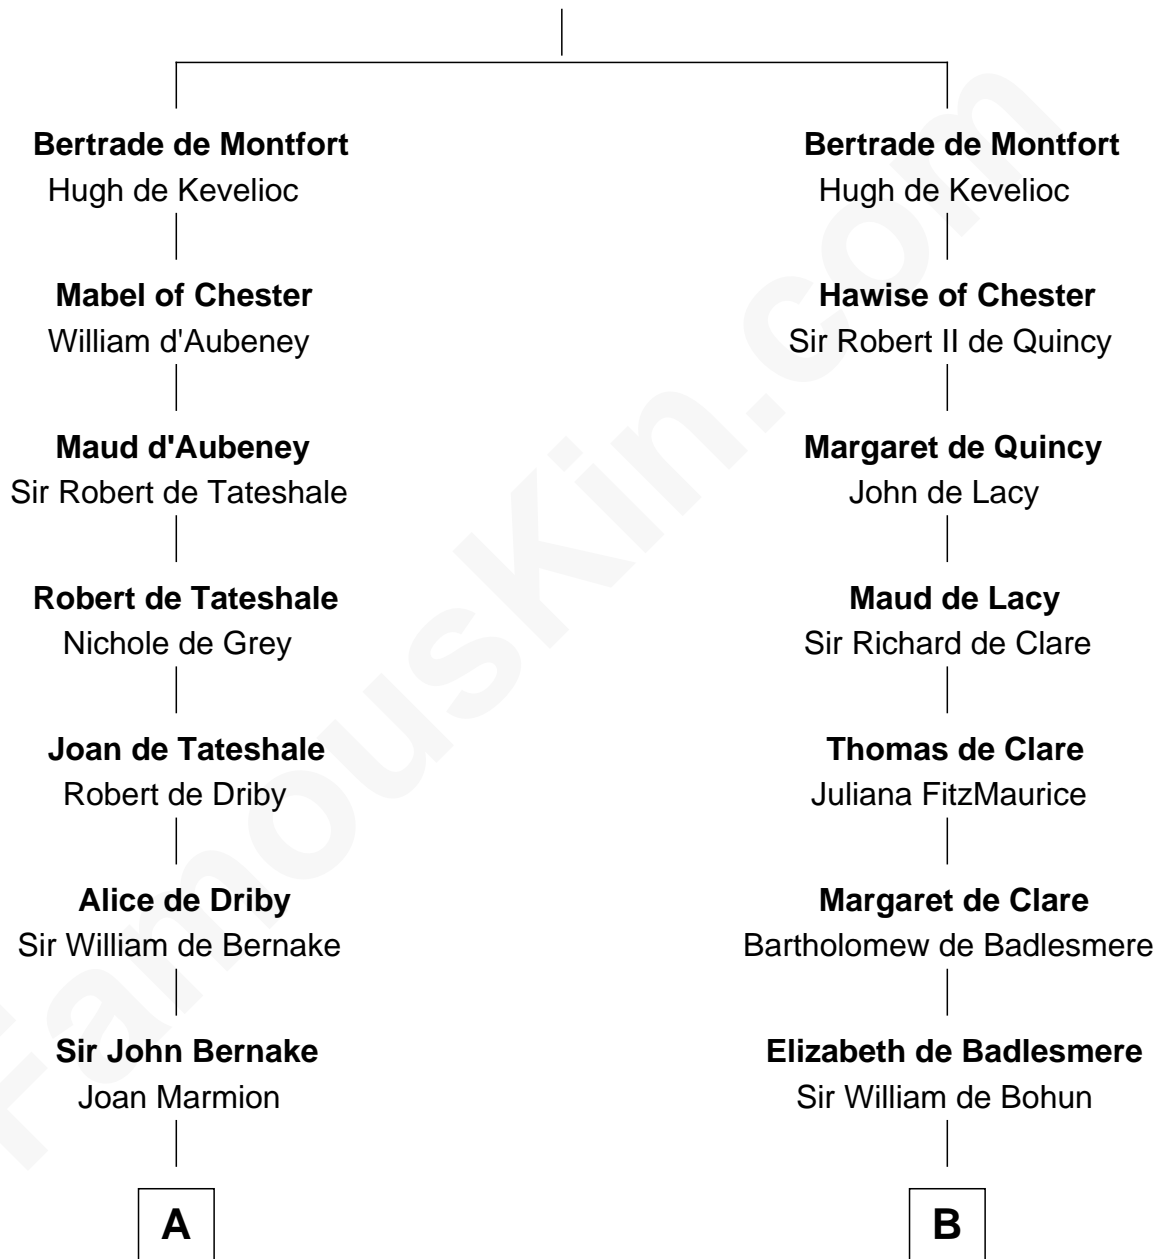 Bertrade de Montfort
Hugh de Kevelioc
Mabel of Chester
William d'Aubeney
Maud d'Aubeney
Sir Robert de Tateshale
Robert de Tateshale
Nichole de Grey
Joan de Tateshale
Robert de Driby
Alice de Driby
Sir William de Bernake
Sir John Bernake
Joan Marmion
A
Bertrade de Montfort
Hugh de Kevelioc
Hawise of Chester
Sir Robert II de Quincy
Margaret de Quincy
John de Lacy
Maud de Lacy
Sir Richard de Clare
Thomas de Clare
Juliana FitzMaurice
Margaret de Clare
Bartholomew de Badlesmere
Elizabeth de Badlesmere
Sir William de Bohun
B
FamousKin.com